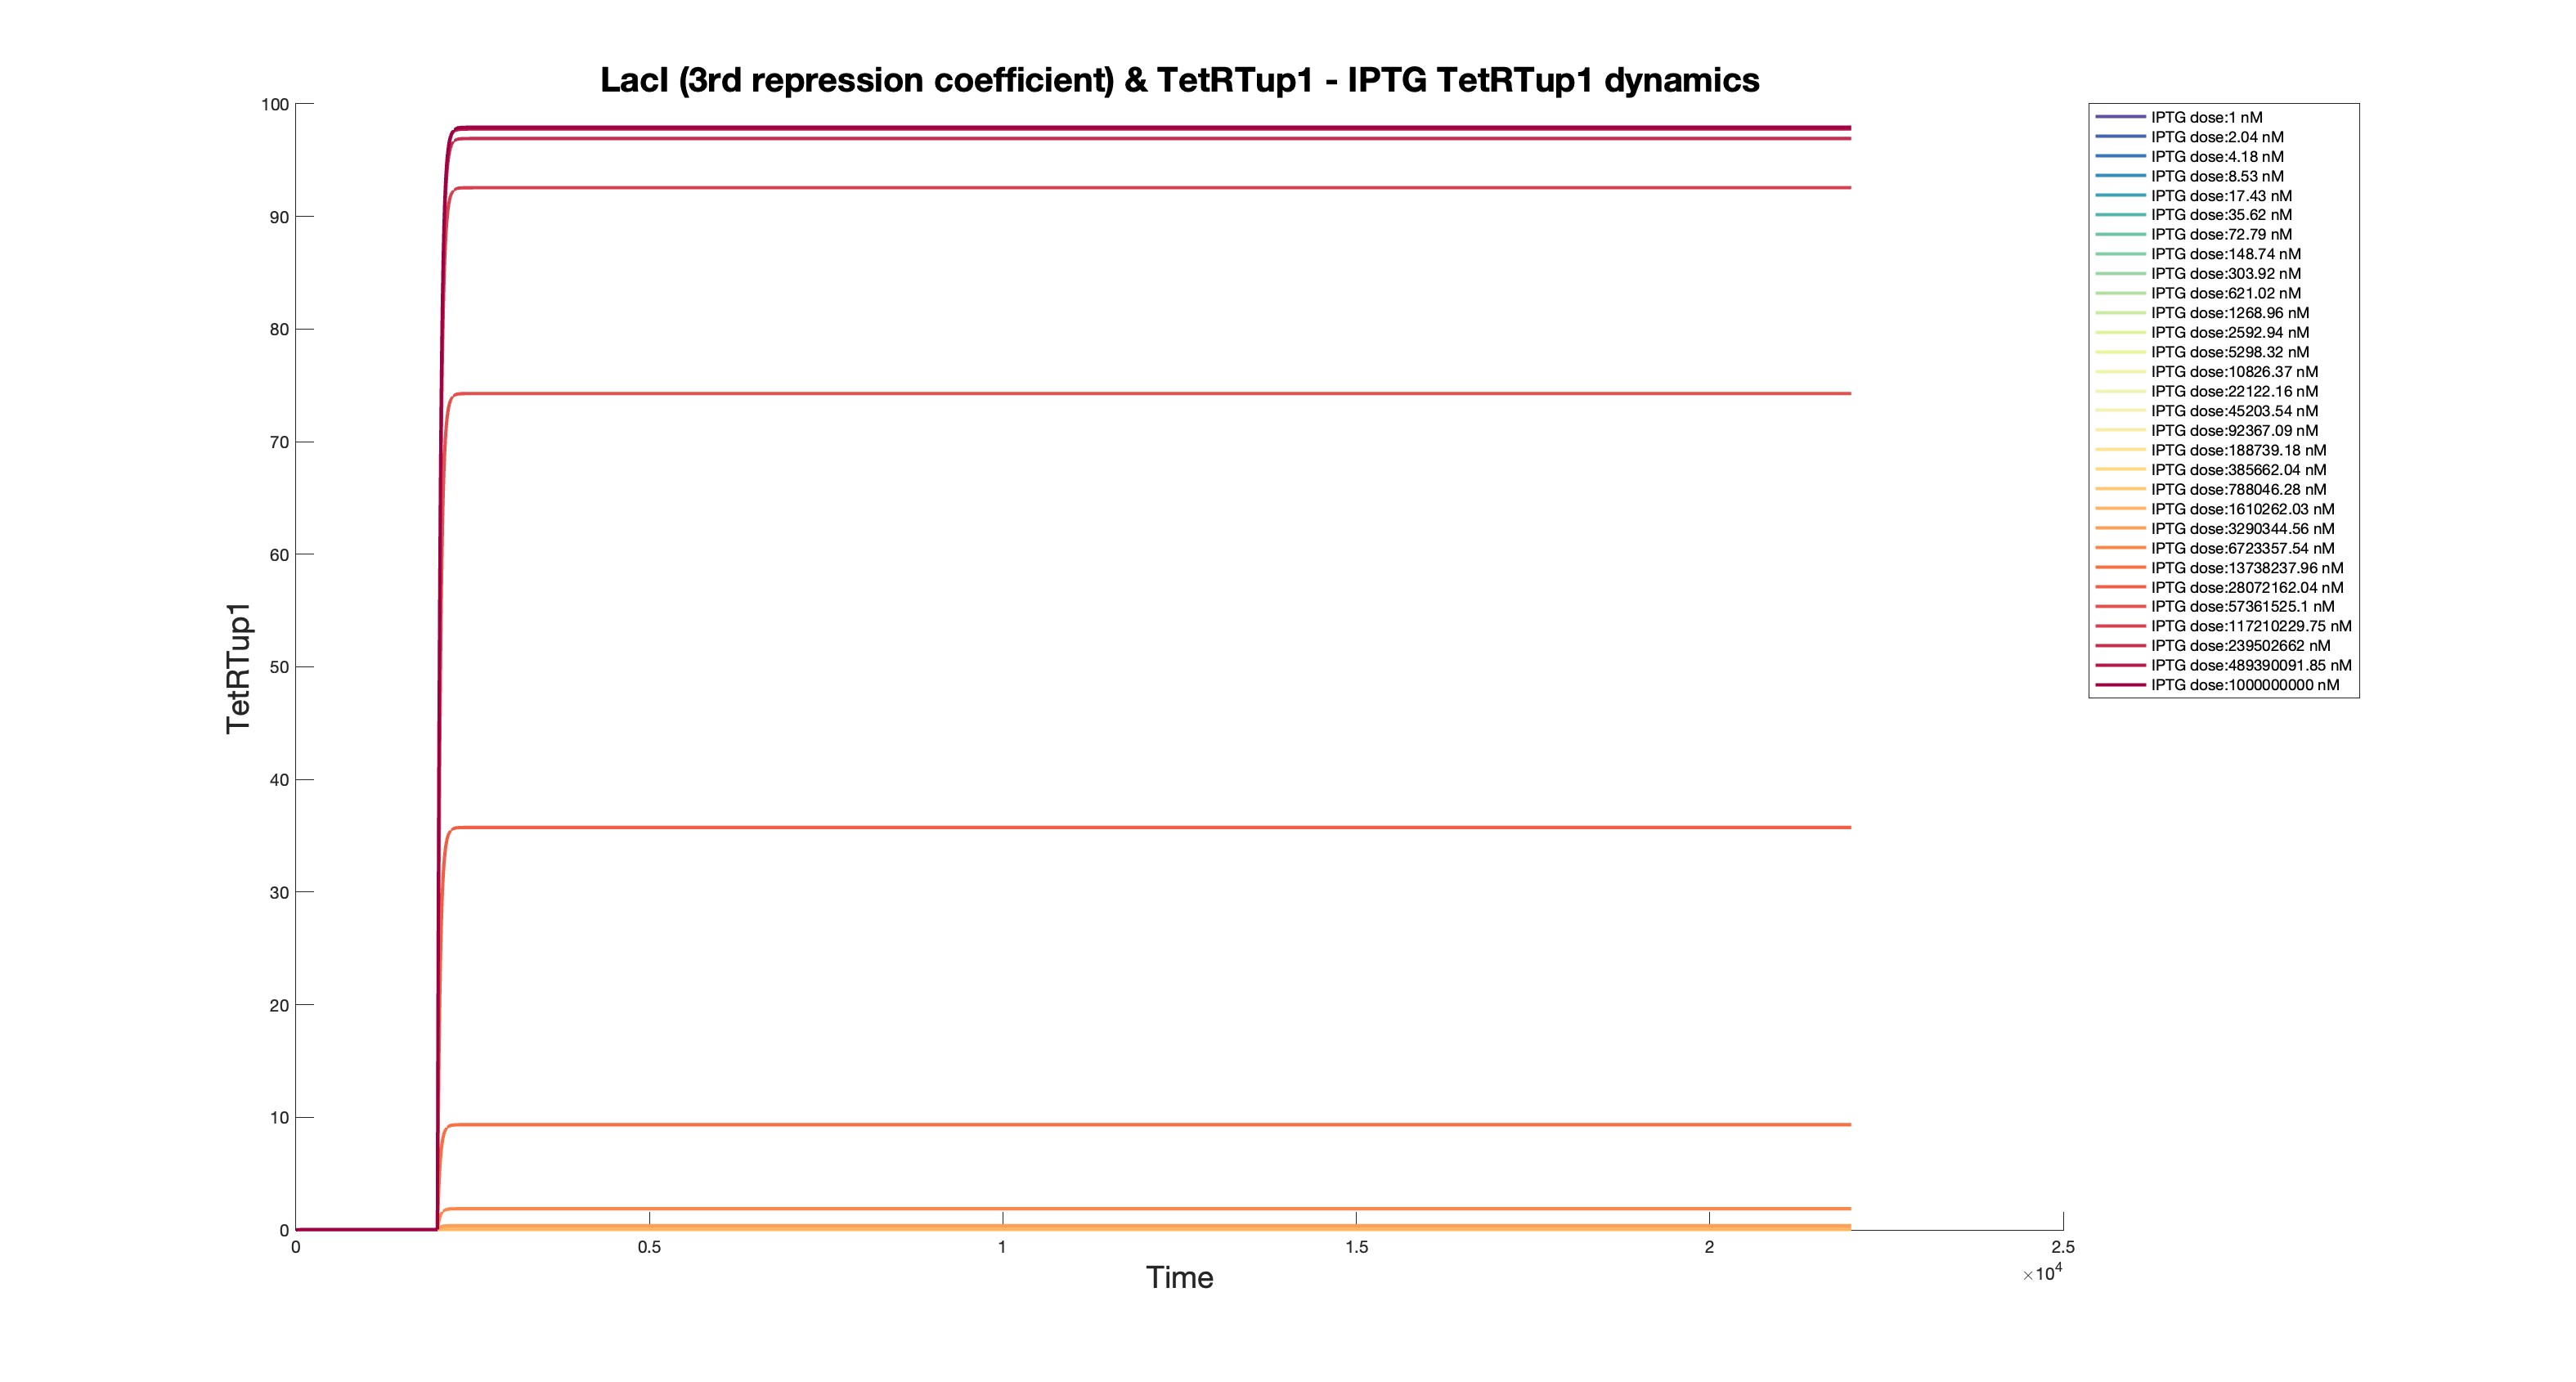 LacI (3rd repression coefficient) & TetRTup1 - IPTG TetRTup1 dynamics
100
90
80
70
60
50
40
30
20
10
0
TetRTup1
0 0.5 1 1.5 2 2.5
×10^4
Time
IPTG dose:1 nM
IPTG dose:2.04 nM
IPTG dose:4.18 nM
IPTG dose:8.53 nM
IPTG dose:17.43 nM
IPTG dose:35.62 nM
IPTG dose:72.79 nM
IPTG dose:148.74 nM
IPTG dose:303.92 nM
IPTG dose:621.02 nM
IPTG dose:1268.96 nM
IPTG dose:2592.94 nM
IPTG dose:5298.32 nM
IPTG dose:10826.37 nM
IPTG dose:22122.16 nM
IPTG dose:45203.54 nM
IPTG dose:92367.09 nM
IPTG dose:188739.18 nM
IPTG dose:385662.04 nM
IPTG dose:788046.28 nM
IPTG dose:1610262.03 nM
IPTG dose:3290344.56 nM
IPTG dose:6723357.54 nM
IPTG dose:13738237.96 nM
IPTG dose:28072162.04 nM
IPTG dose:57361525.1 nM
IPTG dose:117210229.75 nM
IPTG dose:239502662 nM
IPTG dose:489390091.85 nM
IPTG dose:1000000000 nM